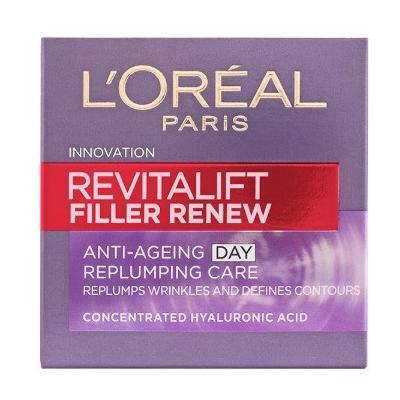 L'ORÉAL
PARIS
INNOVATION
REVITALIFT
FILLER RENEW
ANTI-AGEING DAY
REPLUMPING CARE
REPLUMPS WRINKLES AND DEFINES CONTOURS
CONCENTRATED HYALURONIC ACID